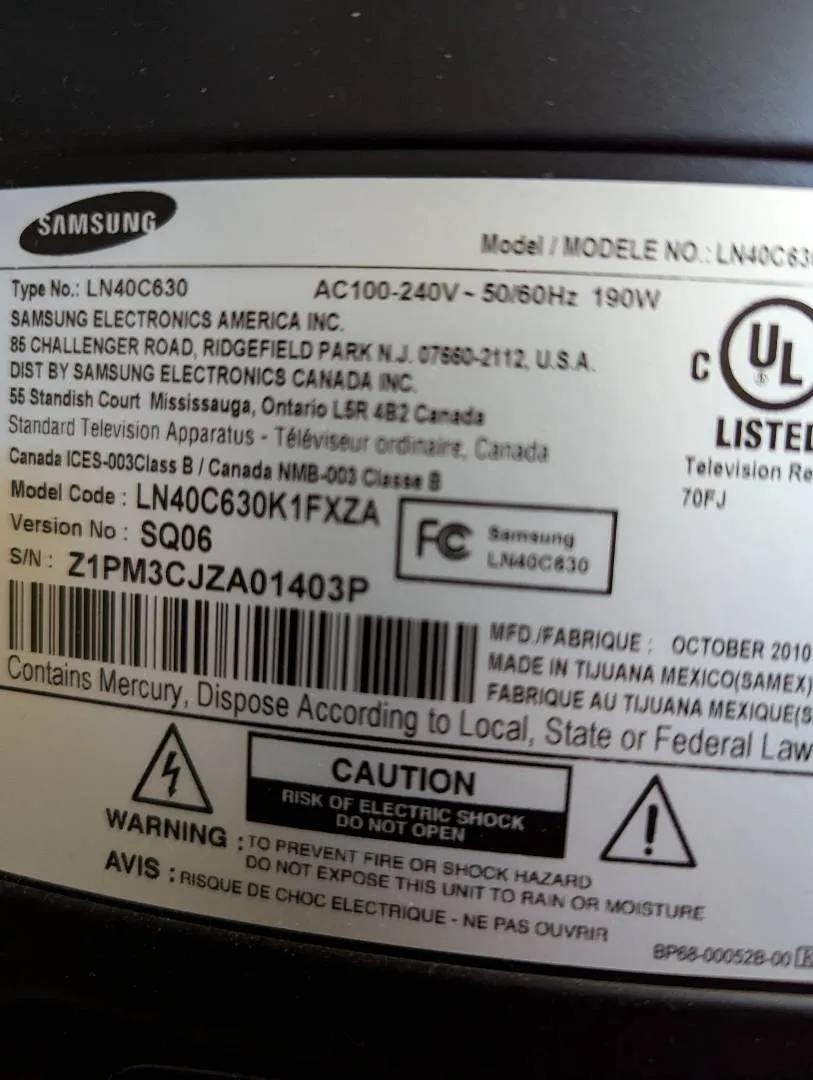 SAMSUNG
Model / MODELE NO.: LN40C63
Type No.: LN40C630 AC100-240V ~ 50/60Hz 190W
SAMSUNG ELECTRONICS AMERICA INC.
85 CHALLENGER ROAD, RIDGEFIELD PARK N.J. 07660-2112, U.S.A.
DIST BY SAMSUNG ELECTRONICS CANADA INC.
55 Standish Court Mississauga, Ontario L5R 4B2 Canada
Standard Television Apparatus - Téléviseur ordinaire, Canada
Canada ICES-003Class B / Canada NMB-003 Classe B
C UL ®
LISTED
Television Re
70FJ
Model Code : LN40C630K1FXZA
Version No : SQ06
S/N : Z1PM3CJZA01403P
FC Samsung
LN40C630
MFD./FABRIQUE : OCTOBER 2010
MADE IN TIJUANA MEXICO(SAMEX)
FABRIQUE AU TIJUANA MEXIQUE(S
Contains Mercury, Dispose According to Local, State or Federal Law
CAUTION
RISK OF ELECTRIC SHOCK
DO NOT OPEN
WARNING : TO PREVENT FIRE OR SHOCK HAZARD
DO NOT EXPOSE THIS UNIT TO RAIN OR MOISTURE
AVIS : RISQUE DE CHOC ELECTRIQUE - NE PAS OUVRIR
BP68-00052B-00